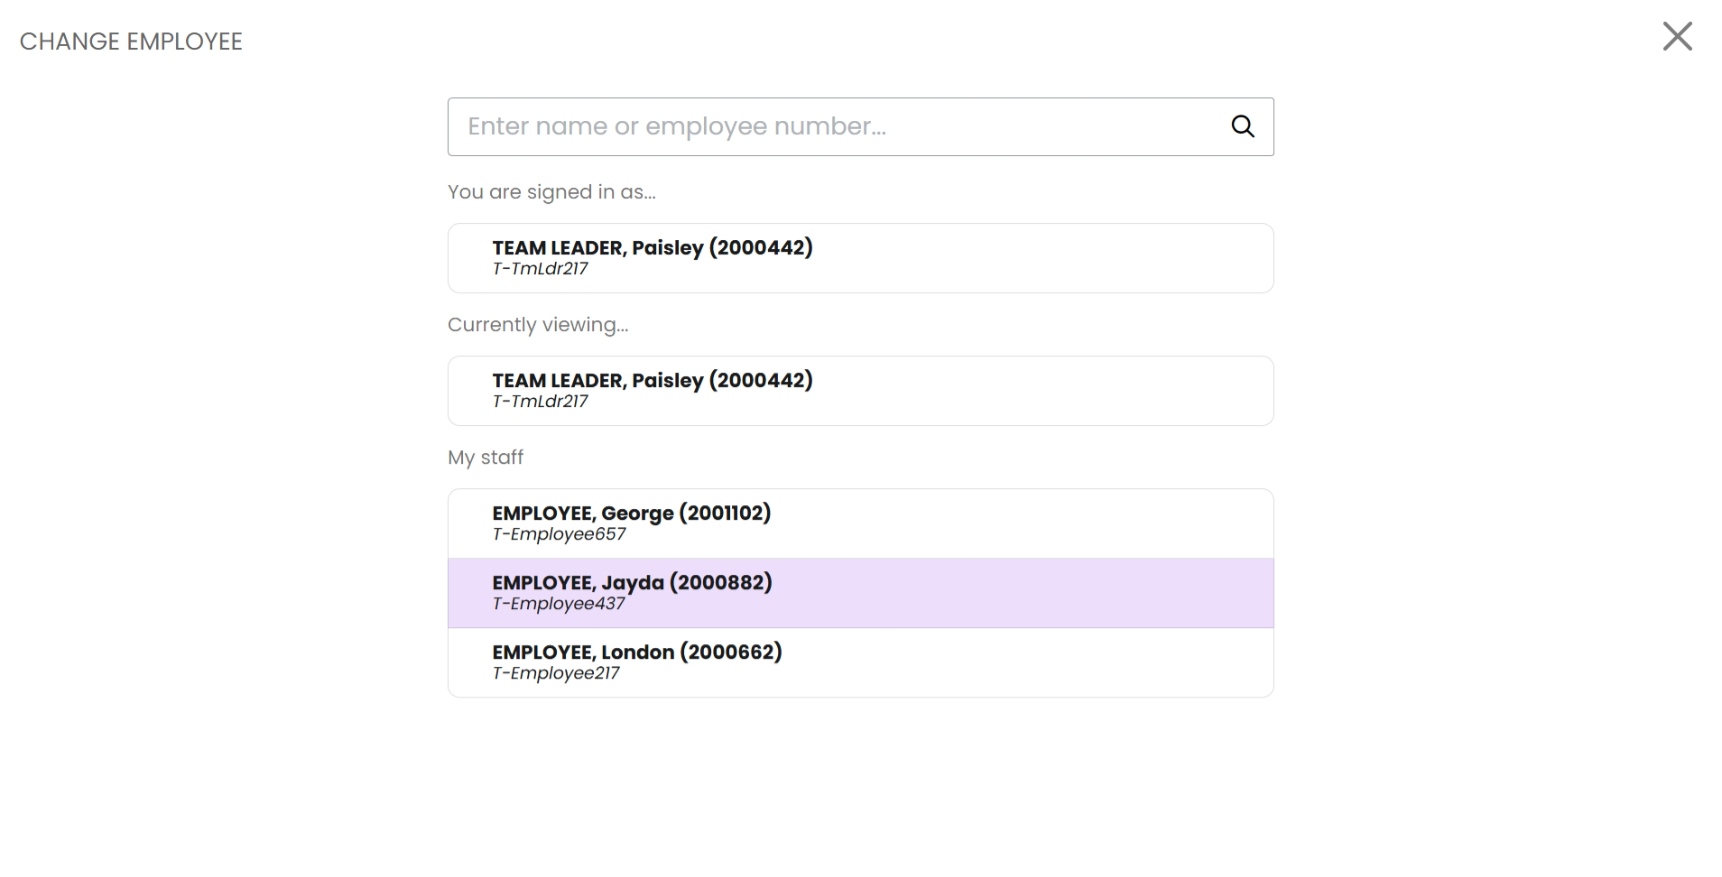 CHANGE EMPLOYEE
Enter name or employee number...
You are signed in as...
TEAM LEADER, Paisley (2000442)
T-TmLdr217
Currently viewing...
TEAM LEADER, Paisley (2000442)
T-TmLdr217
My staff
EMPLOYEE, George (2001102)
T-Employee657
EMPLOYEE, Jayda (2000882)
T-Employee437
EMPLOYEE, London (2000662)
T-Employee217